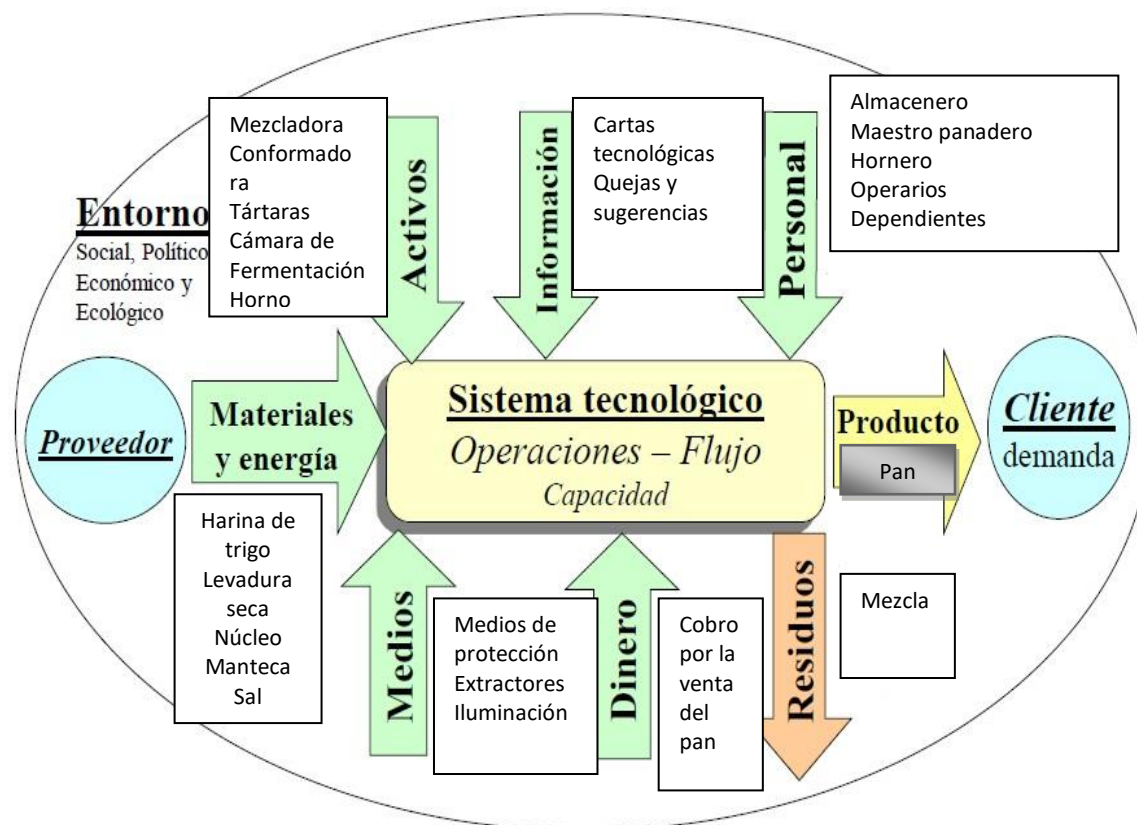 Mezcladora
Conformado
ra
Tártaras
Cámara de
Fermentación
Horno
Activos
Información
Cartas
tecnológicas
Quejas y
sugerencias
Personal
Almacenero
Maestro panadero
Hornero
Operarios
Dependientes
Entorno
Social, Político
Económico y
Ecológico
Proveedor
Materiales
y energía
Sistema tecnológico
Operaciones – Flujo
Capacidad
Producto
Pan
Cliente
demanda
Harina de
trigo
Levadura
seca
Núcleo
Manteca
Sal
Medios
Medios de
protección
Extractores
Iluminación
Dinero
Cobro
por la
venta
del
pan
Residuos
Mezcla